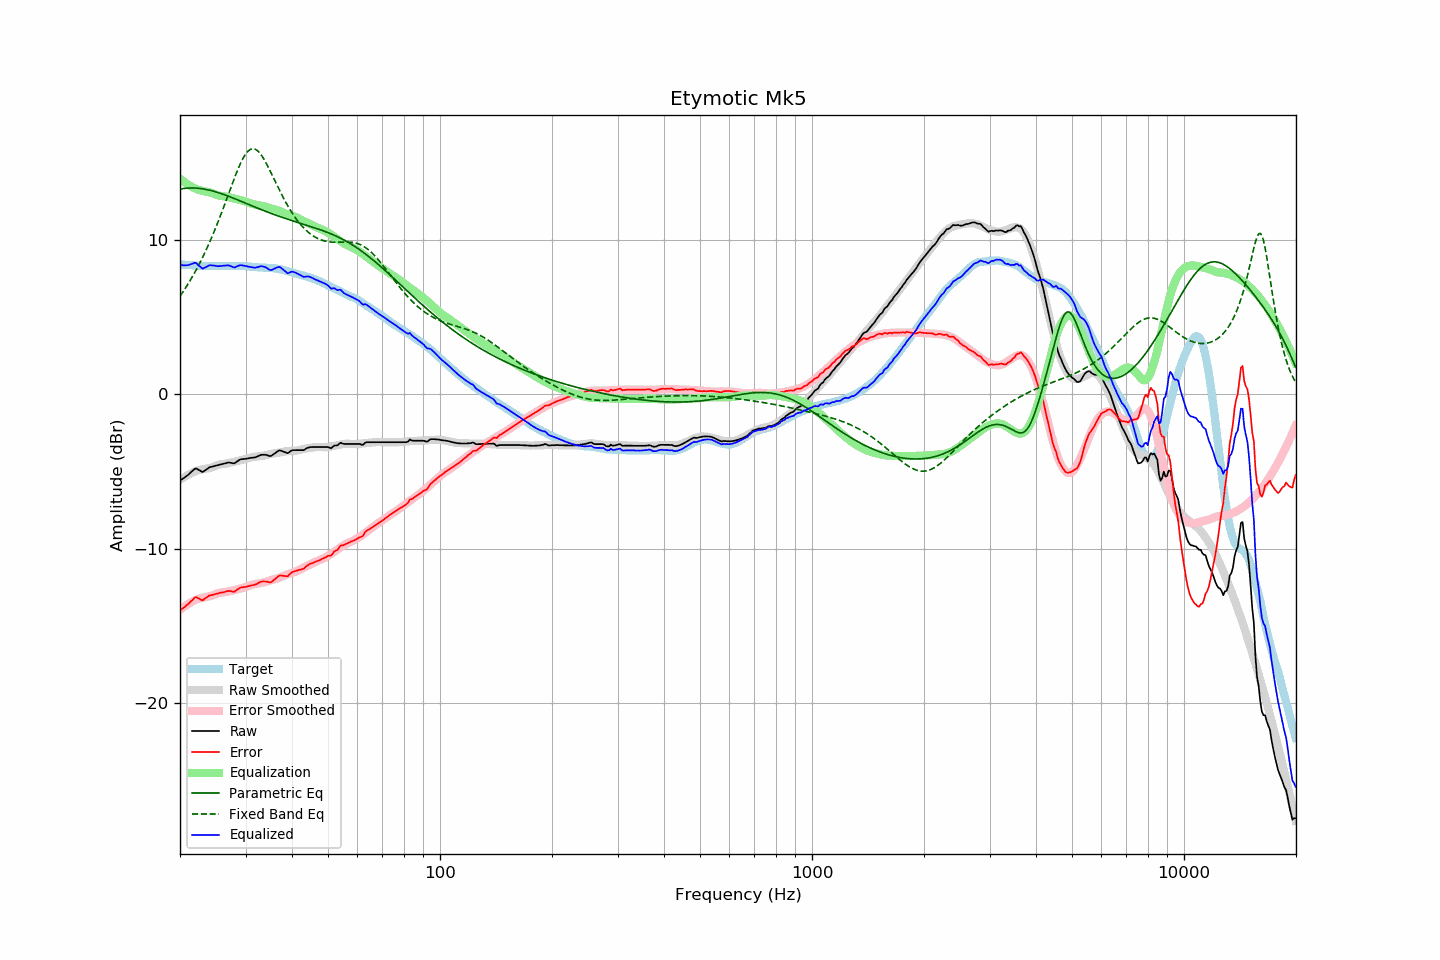 Etymotic Mk5
Amplitude (dBr)
10
0
−10
−20
Target
Raw Smoothed
Error Smoothed
Raw
Error
Equalization
Parametric Eq
Fixed Band Eq
Equalized
100
1000
10000
Frequency (Hz)